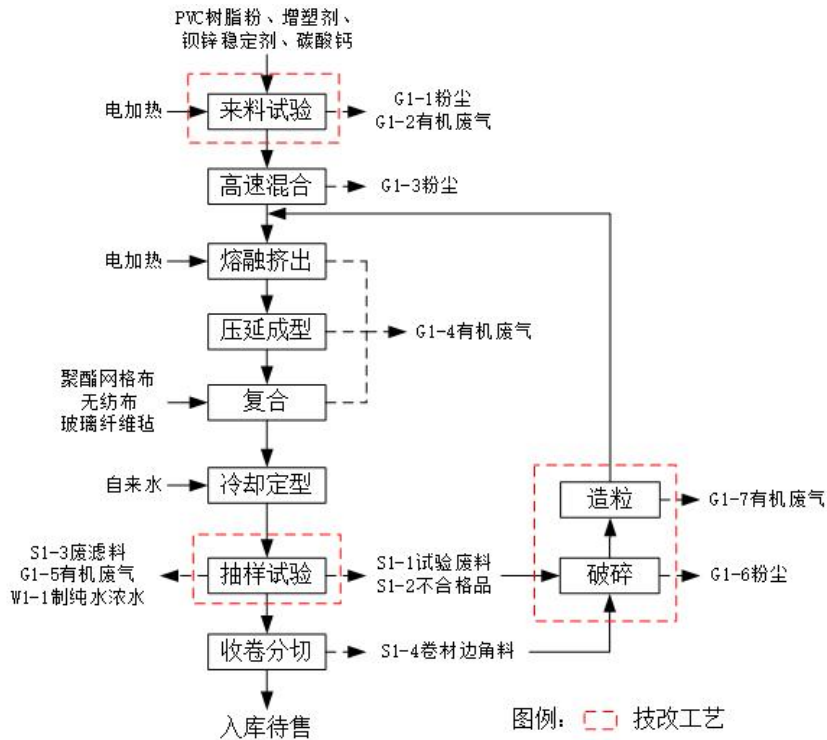 PVC树脂粉、增塑剂、
钡锌稳定剂、碳酸钙
电加热
来料试验
G1-1粉尘
G1-2有机废气
高速混合
G1-3粉尘
电加热
熔融挤出
压延成型
G1-4有机废气
聚酯网格布
无纺布
玻璃纤维毡
复合
自来水
冷却定型
造粒
G1-7有机废气
S1-3废滤料
G1-5有机废气
W1-1制纯水浓水
抽样试验
S1-1试验废料
S1-2不合格品
破碎
G1-6粉尘
收卷分切
S1-4卷材边角料
入库待售
图例：
技改工艺